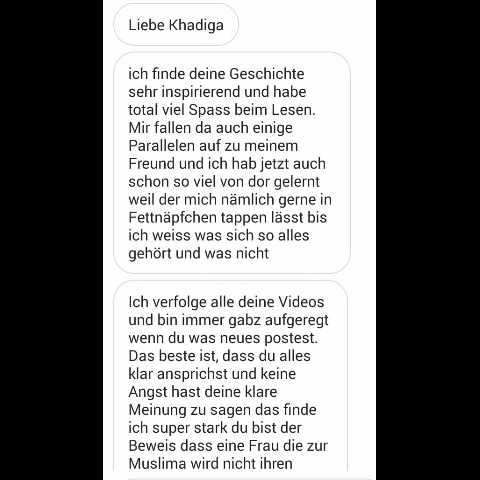 Liebe Khadiga
ich finde deine Geschichte
sehr inspirierend und habe
total viel Spass beim Lesen.
Mir fallen da auch einige
Parallelen auf zu meinem
Freund und ich hab jetzt auch
schon so viel von dor gelernt
weil der mich nämlich gerne in
Fettnäpfchen tappen lässt bis
ich weiss was sich so alles
gehört und was nicht
Ich verfolge alle deine Videos
und bin immer gabz aufgeregt
wenn du was neues postest.
Das beste ist, dass du alles
klar ansprichst und keine
Angst hast deine klare
Meinung zu sagen das finde
ich super stark du bist der
Beweis dass eine Frau die zur
Muslima wird nicht ihren